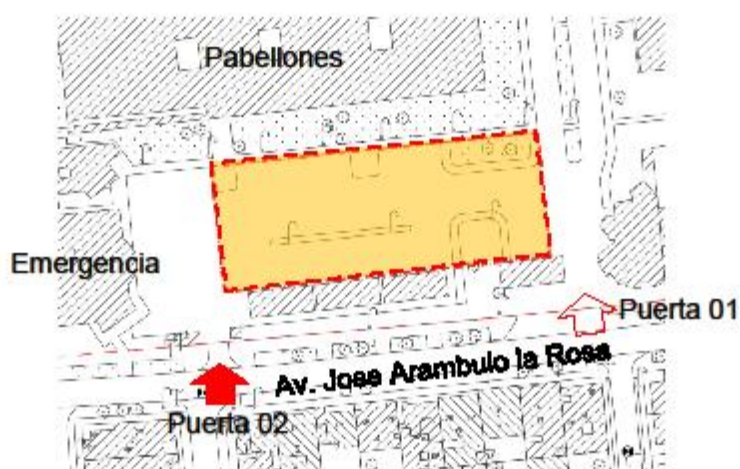 Pabellones
Emergencia
Puerta 01
Av. Jose Arambulo la Rosa
Puerta 02